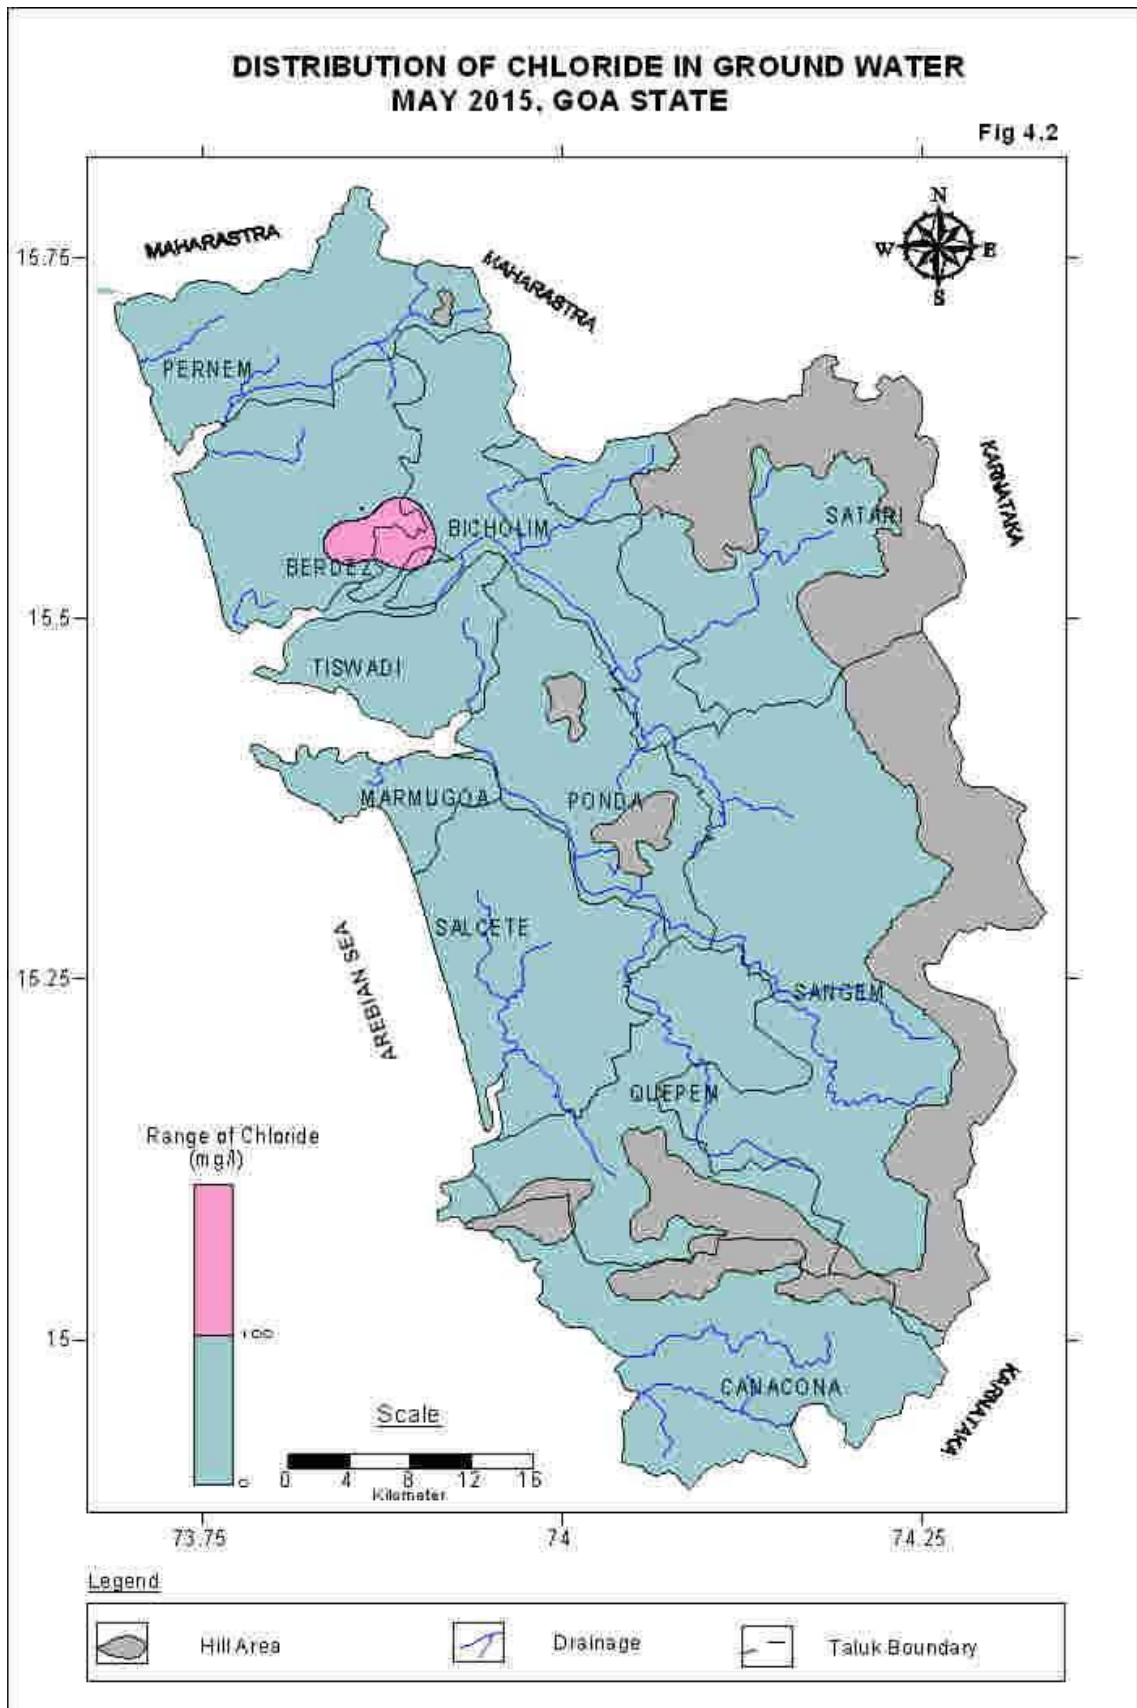 DISTRIBUTION OF CHLORIDE IN GROUND WATER
MAY 2015. GOA STATE
Fig 4.2
N
W E
S
MAHARASTRA
MAHARASTRA
15.75
PERNEM
KARNATAKA
SATARI
BICHOLIM
BERDEZ
15.5
TISWADI
MARMUGOA
PONDA
SALCETE
AREBIAN SEA
15.25
SANGEM
QUEPEM
Range of Chloride
(mg/l)
100
0
15
CANACONA
KARNATAKA
Scale
0 4 8 12 16
Kilometer
73.75 74 74.25
Legend
Hill Area
Drainage
Taluk Boundary